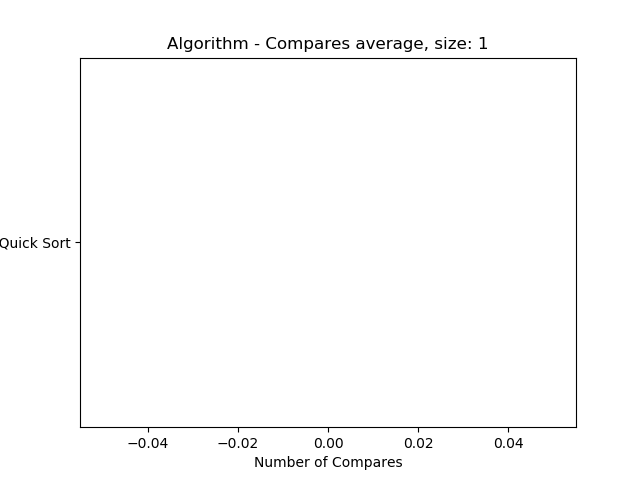 Algorithm - Compares average, size: 1
Quick Sort
−0.04 −0.02 0.00 0.02 0.04
Number of Compares